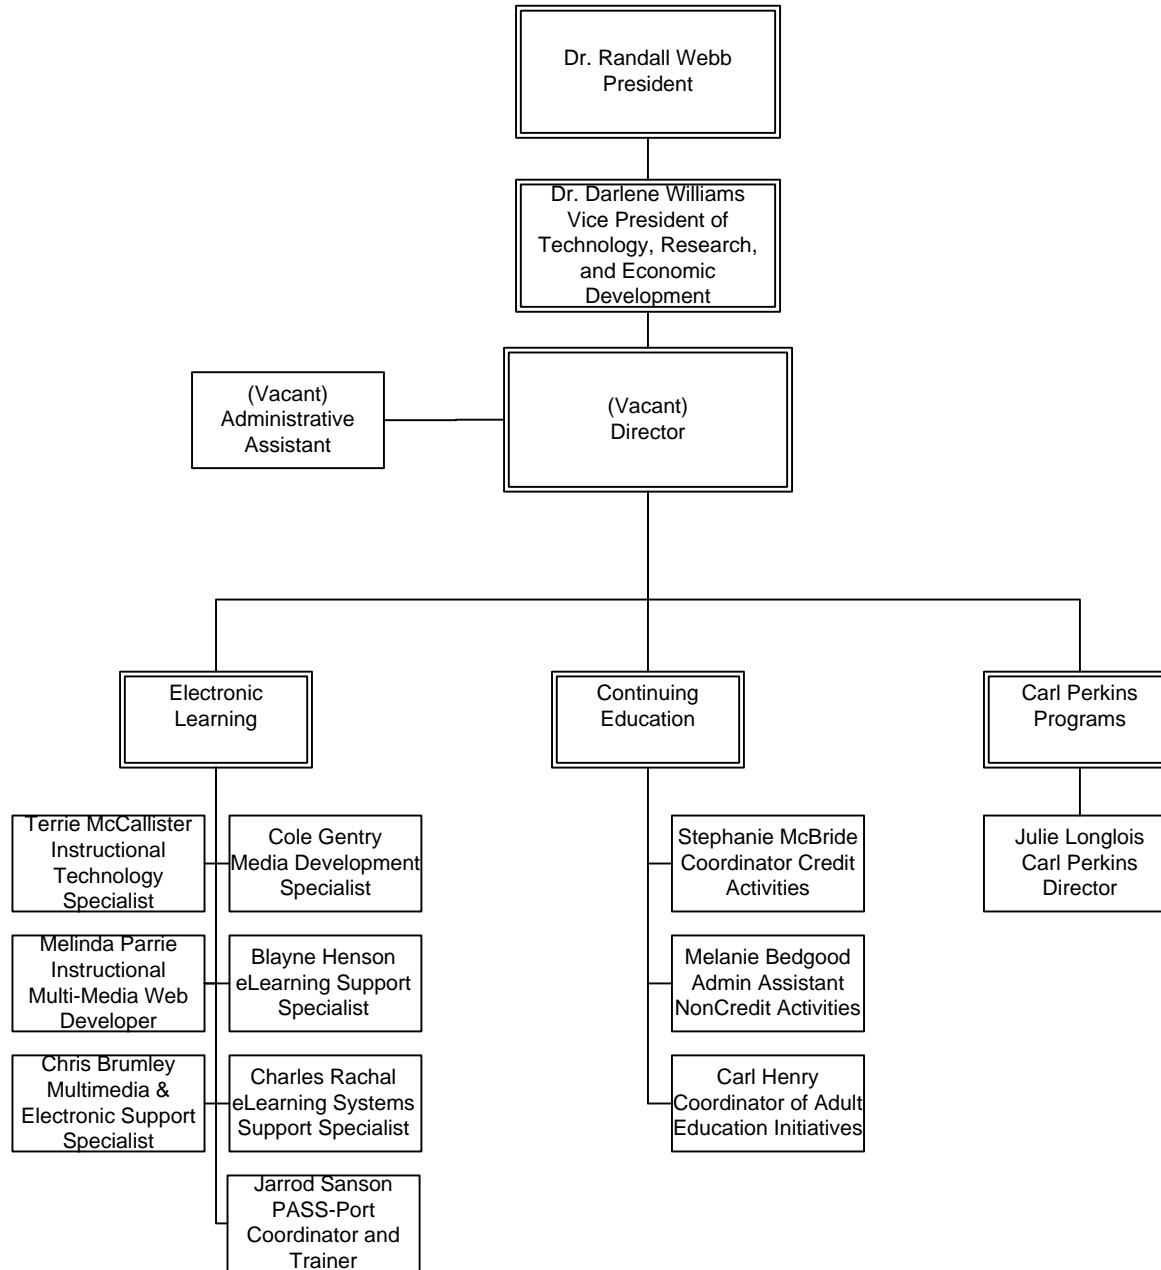 Dr. Randall Webb
President
Dr. Darlene Williams
Vice President of
Technology, Research,
and Economic
Development
(Vacant)
Administrative
Assistant
(Vacant)
Director
Electronic
Learning
Continuing
Education
Carl Perkins
Programs
Terrie McCallister
Instructional
Technology
Specialist
Cole Gentry
Media Development
Specialist
Stephanie McBride
Coordinator Credit
Activities
Julie Longlois
Carl Perkins
Director
Melinda Parrie
Instructional
Multi-Media Web
Developer
Blayne Henson
eLearning Support
Specialist
Melanie Bedgood
Admin Assistant
NonCredit Activities
Chris Brumley
Multimedia &
Electronic Support
Specialist
Charles Rachal
eLearning Systems
Support Specialist
Carl Henry
Coordinator of Adult
Education Initiatives
Jarrod Sanson
PASS-Port
Coordinator and
Trainer